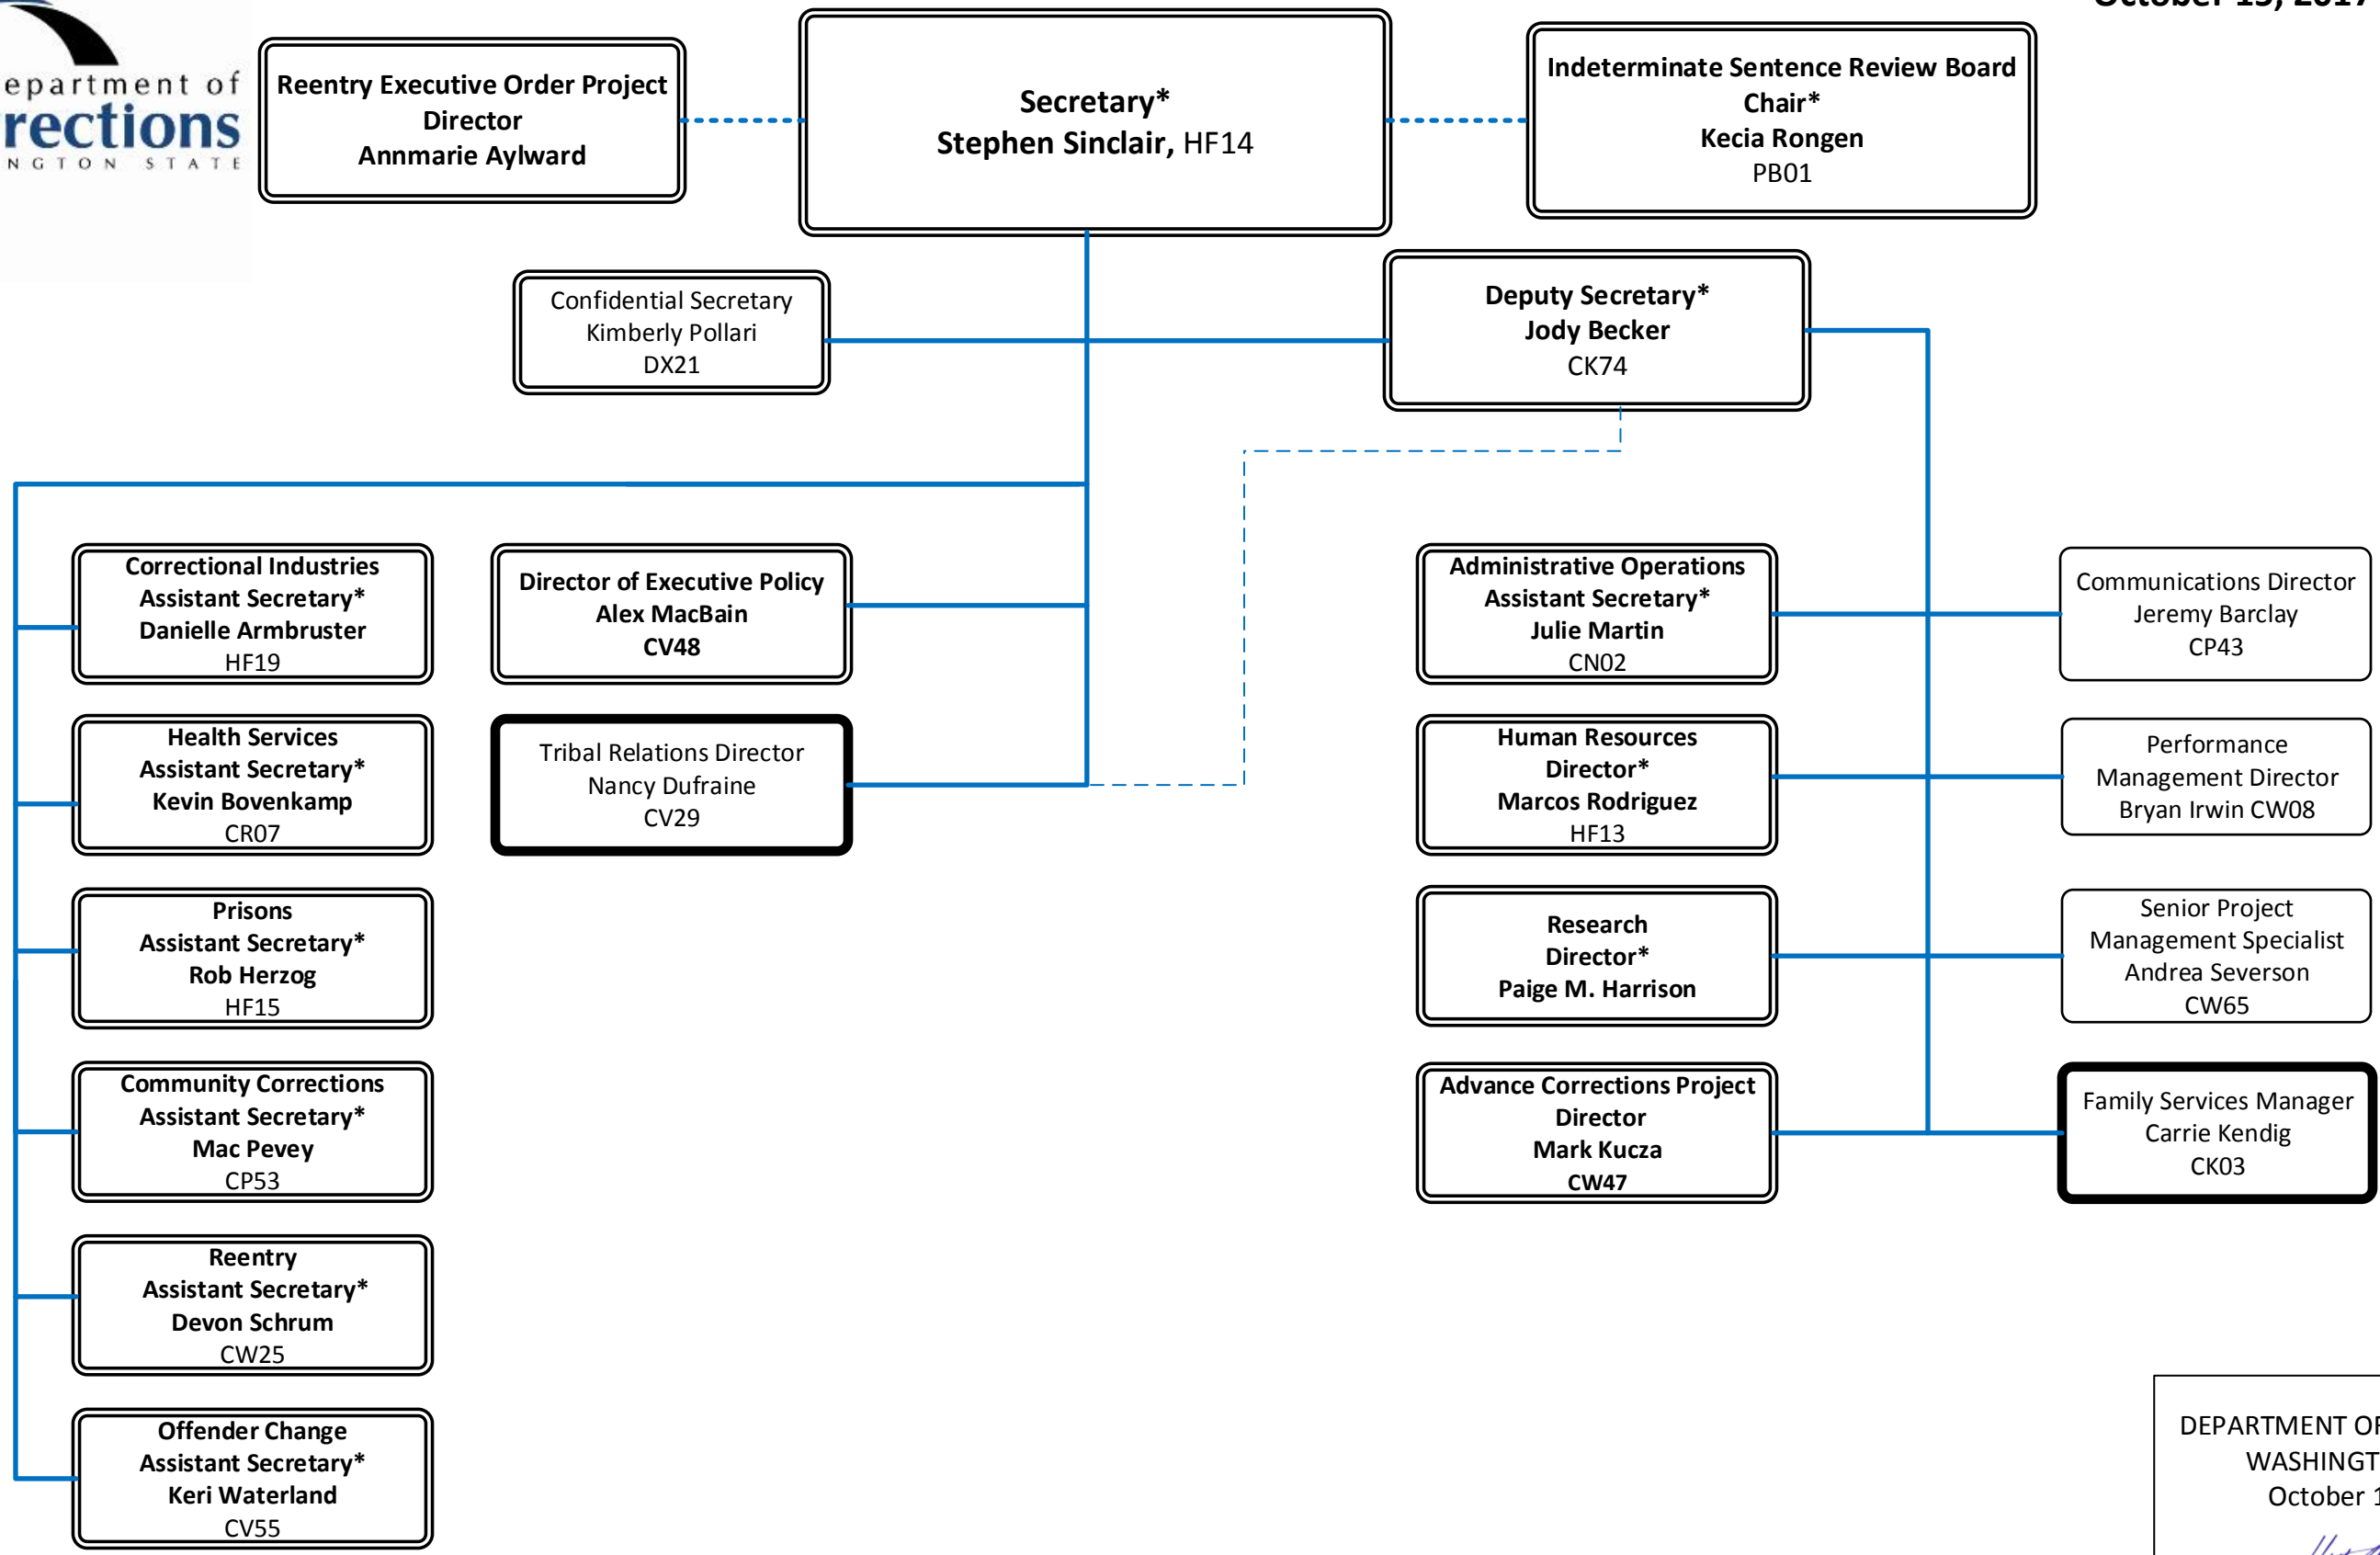 October 13, 2017
epartment of
rections
NGTON STATE
Reentry Executive Order Project
Director
Annmarie Aylward
Secretary*
Stephen Sinclair, HF14
Indeterminate Sentence Review Board
Chair*
Kecia Rongen
PB01
Confidential Secretary
Kimberly Pollari
DX21
Deputy Secretary*
Jody Becker
CK74
Correctional Industries
Assistant Secretary*
Danielle Armbruster
HF19
Director of Executive Policy
Alex MacBain
CV48
Administrative Operations
Assistant Secretary*
Julie Martin
CN02
Communications Director
Jeremy Barclay
CP43
Health Services
Assistant Secretary*
Kevin Bovenkamp
CR07
Tribal Relations Director
Nancy Dufraine
CV29
Human Resources
Director*
Marcos Rodriguez
HF13
Performance
Management Director
Bryan Irwin CW08
Prisons
Assistant Secretary*
Rob Herzog
HF15
Research
Director*
Paige M. Harrison
Senior Project
Management Specialist
Andrea Severson
CW65
Community Corrections
Assistant Secretary*
Mac Pevey
CP53
Advance Corrections Project
Director
Mark Kucza
CW47
Family Services Manager
Carrie Kendig
CK03
Reentry
Assistant Secretary*
Devon Schrum
CW25
Offender Change
Assistant Secretary*
Keri Waterland
CV55
DEPARTMENT OF
WASHINGT
October 1